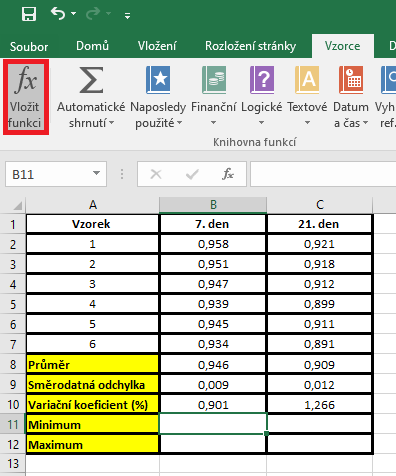 Soubor Domů Vložení Rozložení stránky Vzorce Revize
fx Σ
Vložit funkci Automatické shrnutí Naposledy použité Finanční Logické Textové Datum a čas Vyh ref.
Knihovna funkcí
B11 fx
A B C
1 Vzorek 7. den 21. den
2 1 0,958 0,921
3 2 0,951 0,918
4 3 0,947 0,912
5 4 0,939 0,899
6 5 0,945 0,911
7 6 0,934 0,891
8 Průměr 0,946 0,909
9 Směrodatná odchylka 0,009 0,012
10 Variační koeficient (%) 0,901 1,266
11 Minimum
12 Maximum
13